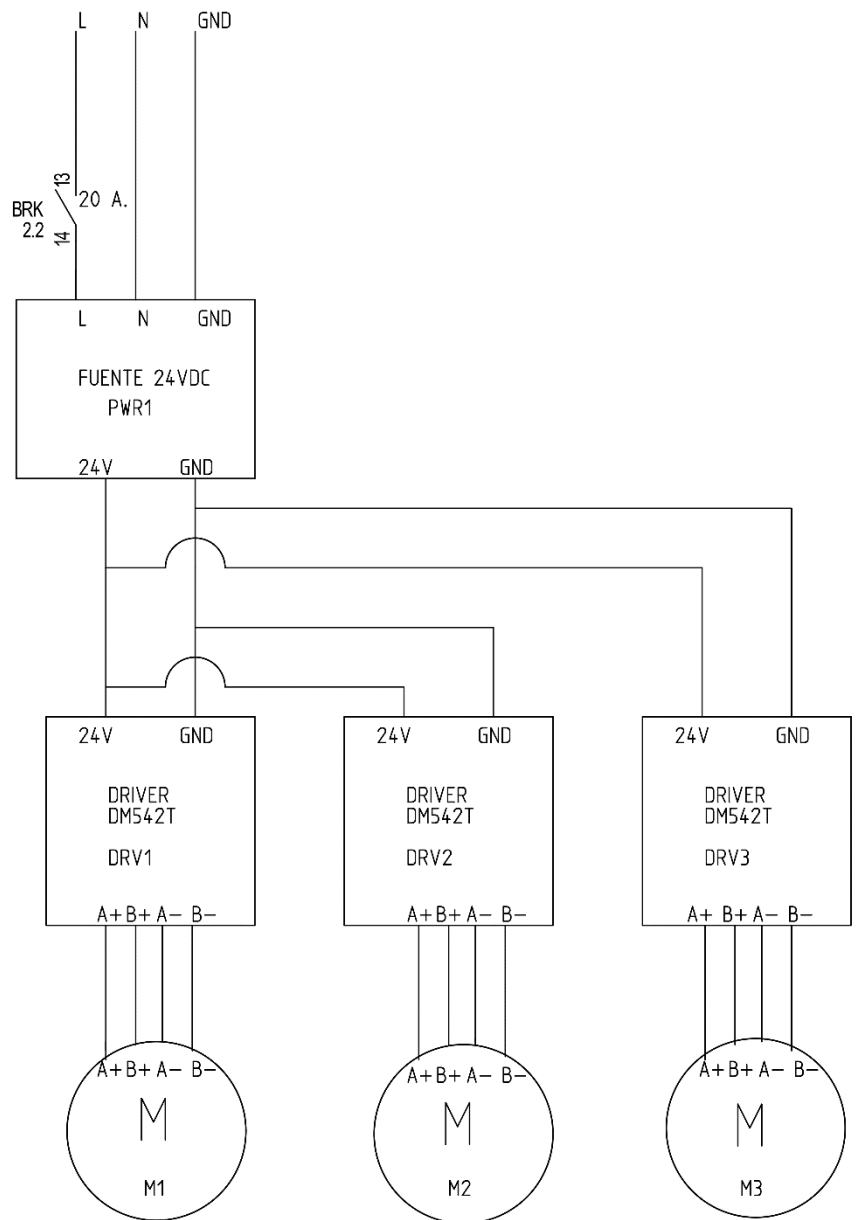 L N GND
13
20 A.
BRK
2.2
14
L N GND
FUENTE 24VDC
PWR1
24V GND
24V GND
DRIVER
DM542T
DRV1
A+ B+ A- B-
24V GND
DRIVER
DM542T
DRV2
A+ B+ A- B-
24V GND
DRIVER
DM542T
DRV3
A+ B+ A- B-
A+ B+ A- B-
M
M1
A+ B+ A- B-
M
M2
A+ B+ A- B-
M
M3